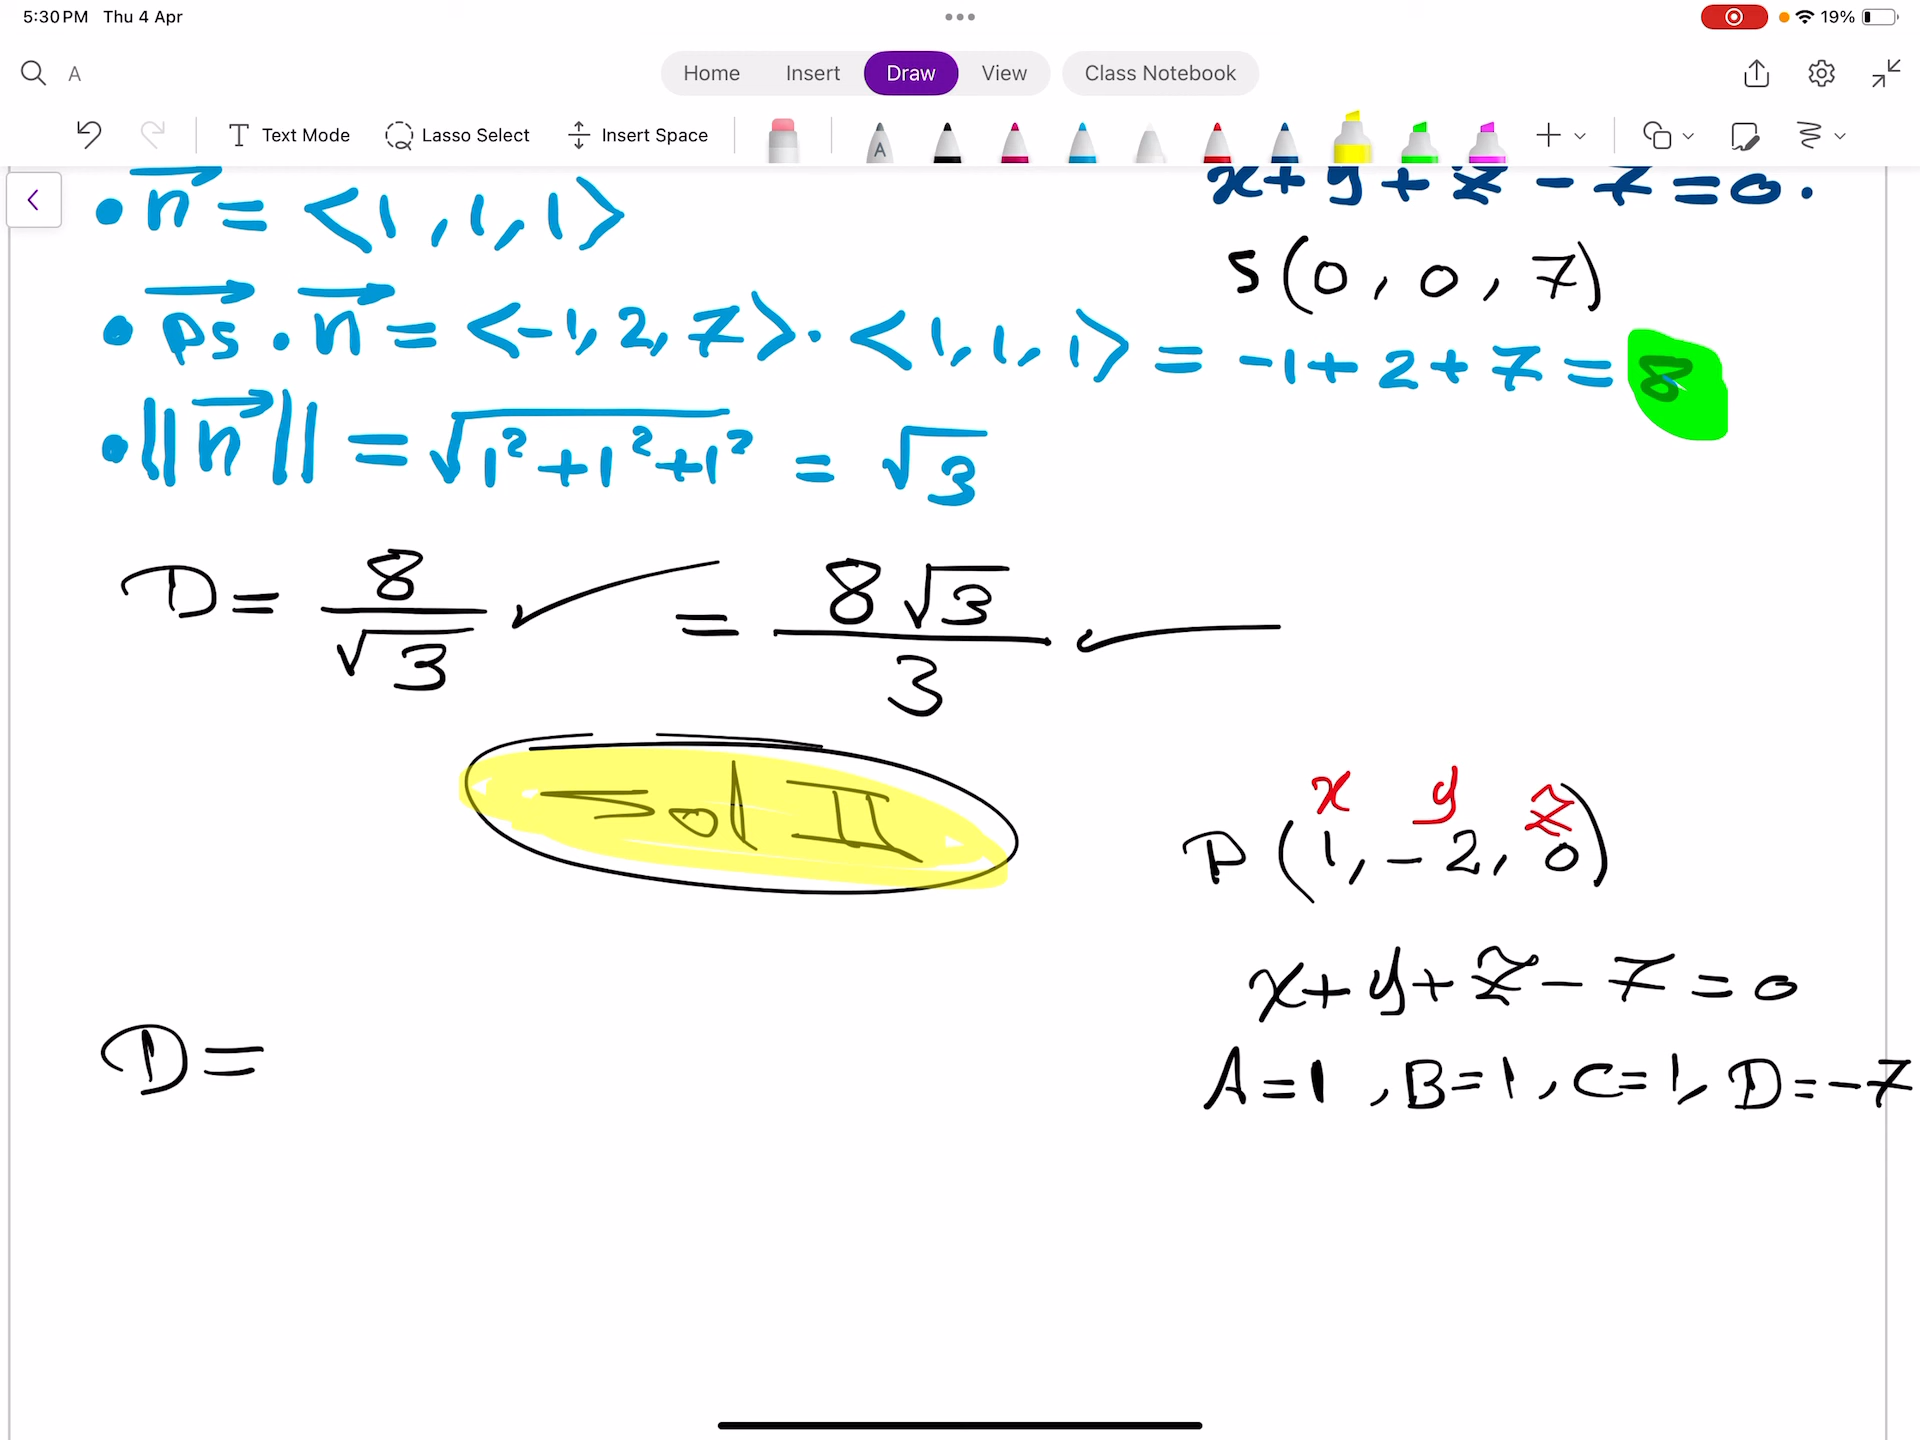 5:30 PM Thu 4 Apr
19%
A
Home Insert Draw View Class Notebook
Text Mode Lasso Select Insert Space
A
• n⃗ = <1, 1, 1>
x + y + z - 7 = 0.
S(0, 0, 7)
• PS⃗ • n⃗ = <-1, 2, 7> · <1, 1, 1> = -1 + 2 + 7 = 8
• ||n⃗|| = √(1² + 1² + 1²) = √3
D = 8/√3 ✓ = 8√3/3 ✓
Sol II
x y z
P(1, -2, 0)
x + y + z - 7 = 0
D =
A = 1, B = 1, C = 1, D = -7